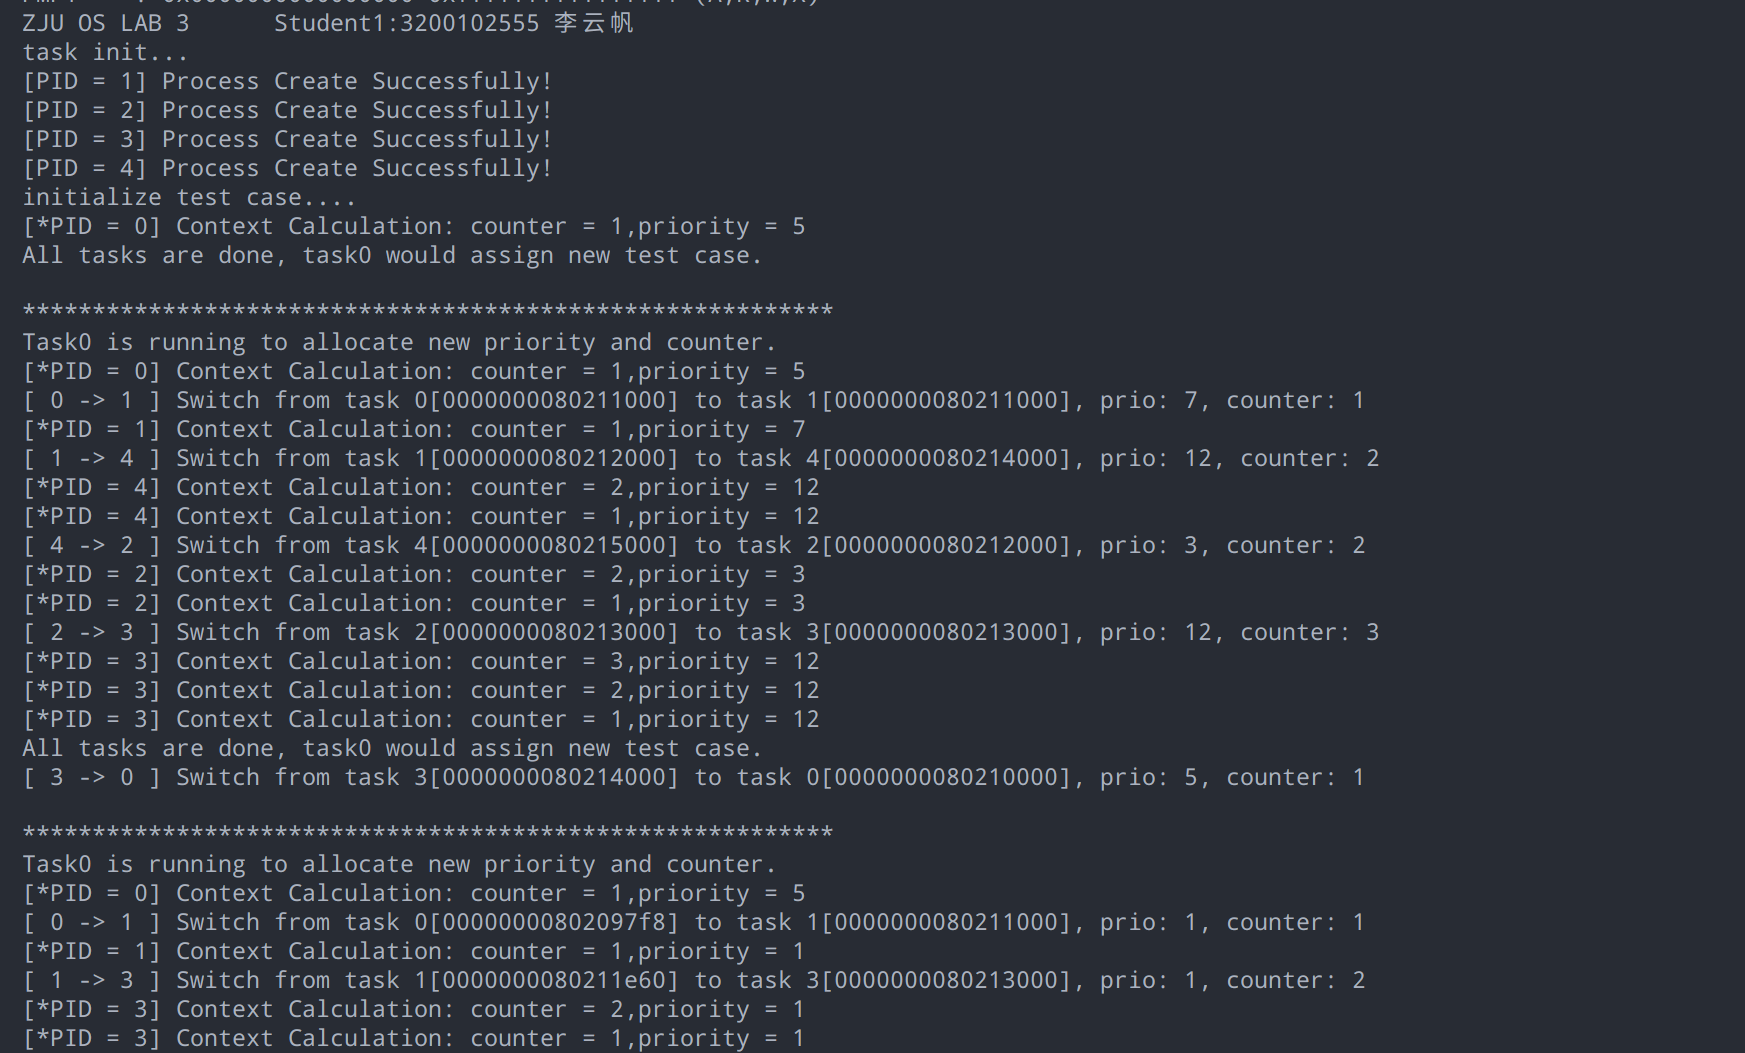 ZJU OS LAB 3      Student1:3200102555 李云帆
task init...
[PID = 1] Process Create Successfully!
[PID = 2] Process Create Successfully!
[PID = 3] Process Create Successfully!
[PID = 4] Process Create Successfully!
initialize test case....
[*PID = 0] Context Calculation: counter = 1,priority = 5
All tasks are done, task0 would assign new test case.
**********************************************************
Task0 is running to allocate new priority and counter.
[*PID = 0] Context Calculation: counter = 1,priority = 5
[ 0 -> 1 ] Switch from task 0[0000000080211000] to task 1[0000000080211000], prio: 7, counter: 1
[*PID = 1] Context Calculation: counter = 1,priority = 7
[ 1 -> 4 ] Switch from task 1[0000000080212000] to task 4[0000000080214000], prio: 12, counter: 2
[*PID = 4] Context Calculation: counter = 2,priority = 12
[*PID = 4] Context Calculation: counter = 1,priority = 12
[ 4 -> 2 ] Switch from task 4[0000000080215000] to task 2[0000000080212000], prio: 3, counter: 2
[*PID = 2] Context Calculation: counter = 2,priority = 3
[*PID = 2] Context Calculation: counter = 1,priority = 3
[ 2 -> 3 ] Switch from task 2[0000000080213000] to task 3[0000000080213000], prio: 12, counter: 3
[*PID = 3] Context Calculation: counter = 3,priority = 12
[*PID = 3] Context Calculation: counter = 2,priority = 12
[*PID = 3] Context Calculation: counter = 1,priority = 12
All tasks are done, task0 would assign new test case.
[ 3 -> 0 ] Switch from task 3[0000000080214000] to task 0[0000000080210000], prio: 5, counter: 1
**********************************************************
Task0 is running to allocate new priority and counter.
[*PID = 0] Context Calculation: counter = 1,priority = 5
[ 0 -> 1 ] Switch from task 0[00000000802097f8] to task 1[0000000080211000], prio: 1, counter: 1
[*PID = 1] Context Calculation: counter = 1,priority = 1
[ 1 -> 3 ] Switch from task 1[0000000080211e60] to task 3[0000000080213000], prio: 1, counter: 2
[*PID = 3] Context Calculation: counter = 2,priority = 1
[*PID = 3] Context Calculation: counter = 1,priority = 1